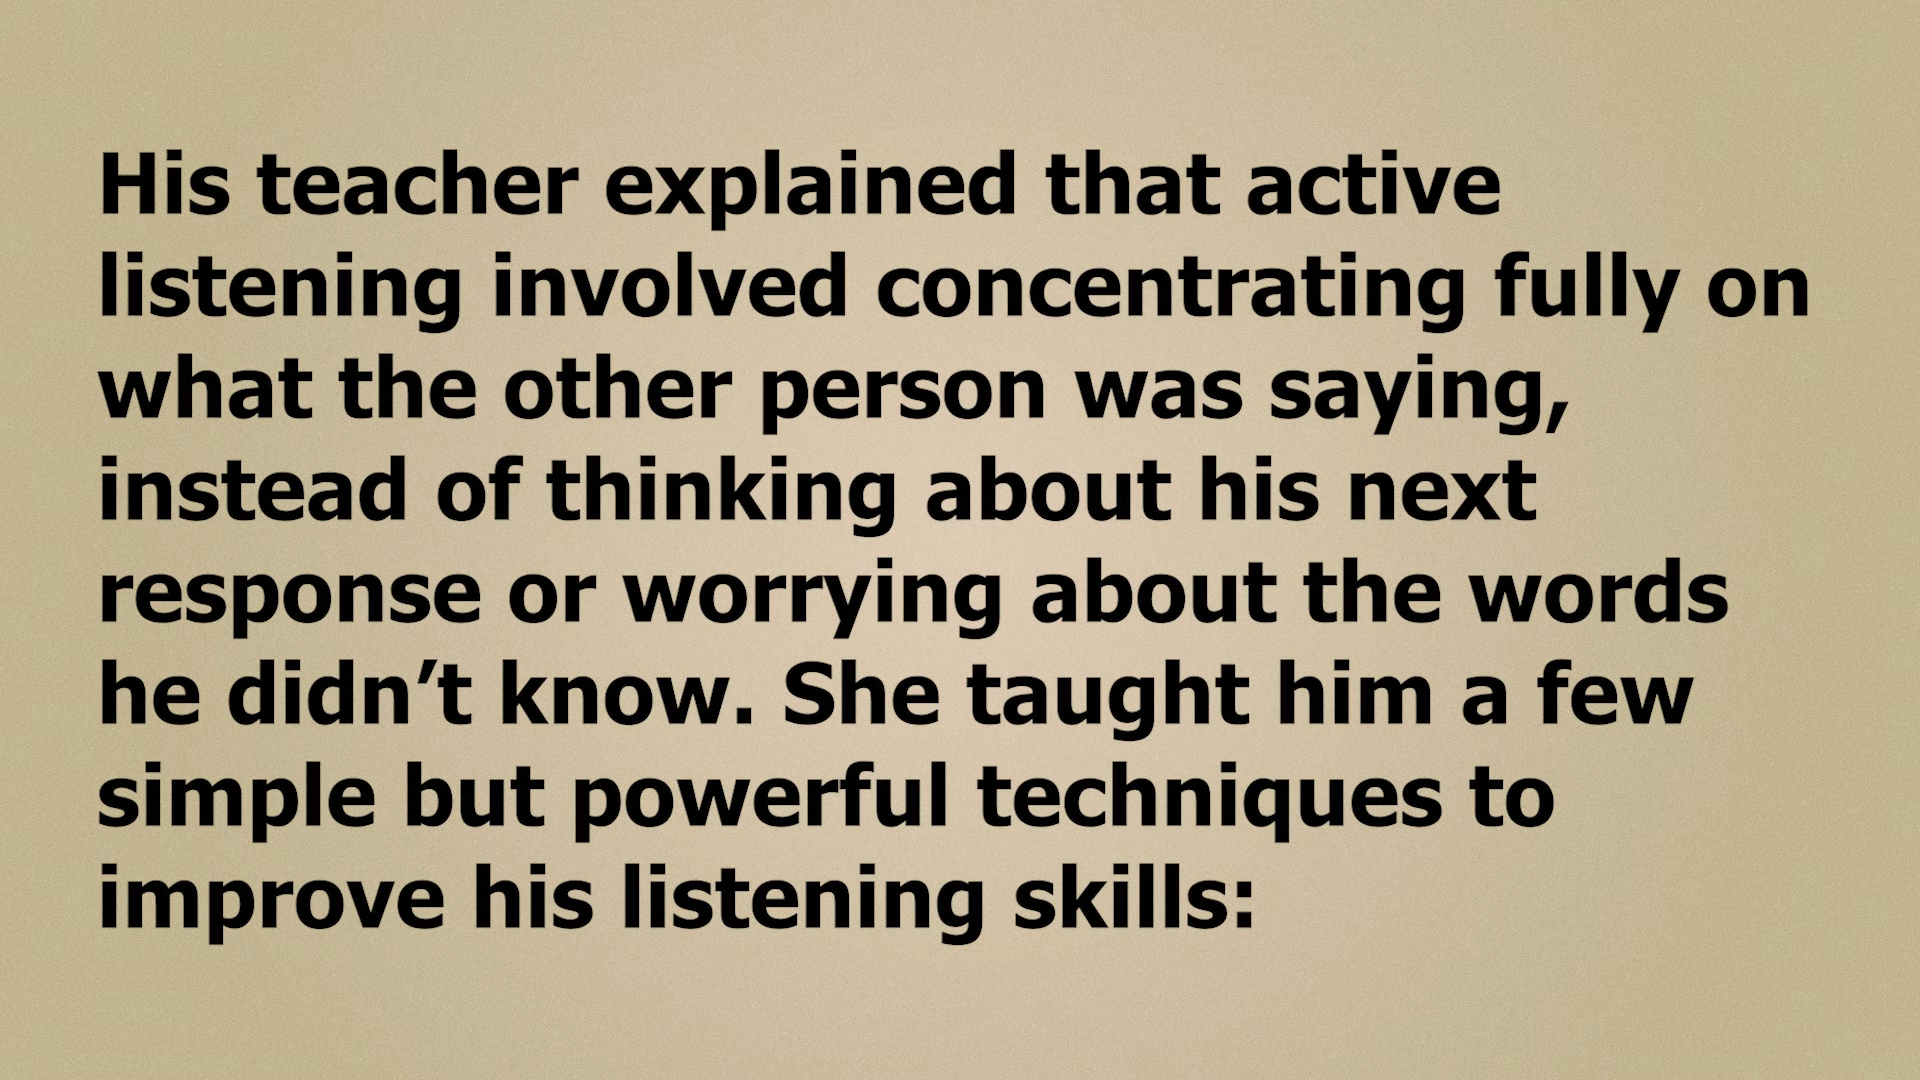 His teacher explained that active
listening involved concentrating fully on
what the other person was saying,
instead of thinking about his next
response or worrying about the words
he didn’t know. She taught him a few
simple but powerful techniques to
improve his listening skills: